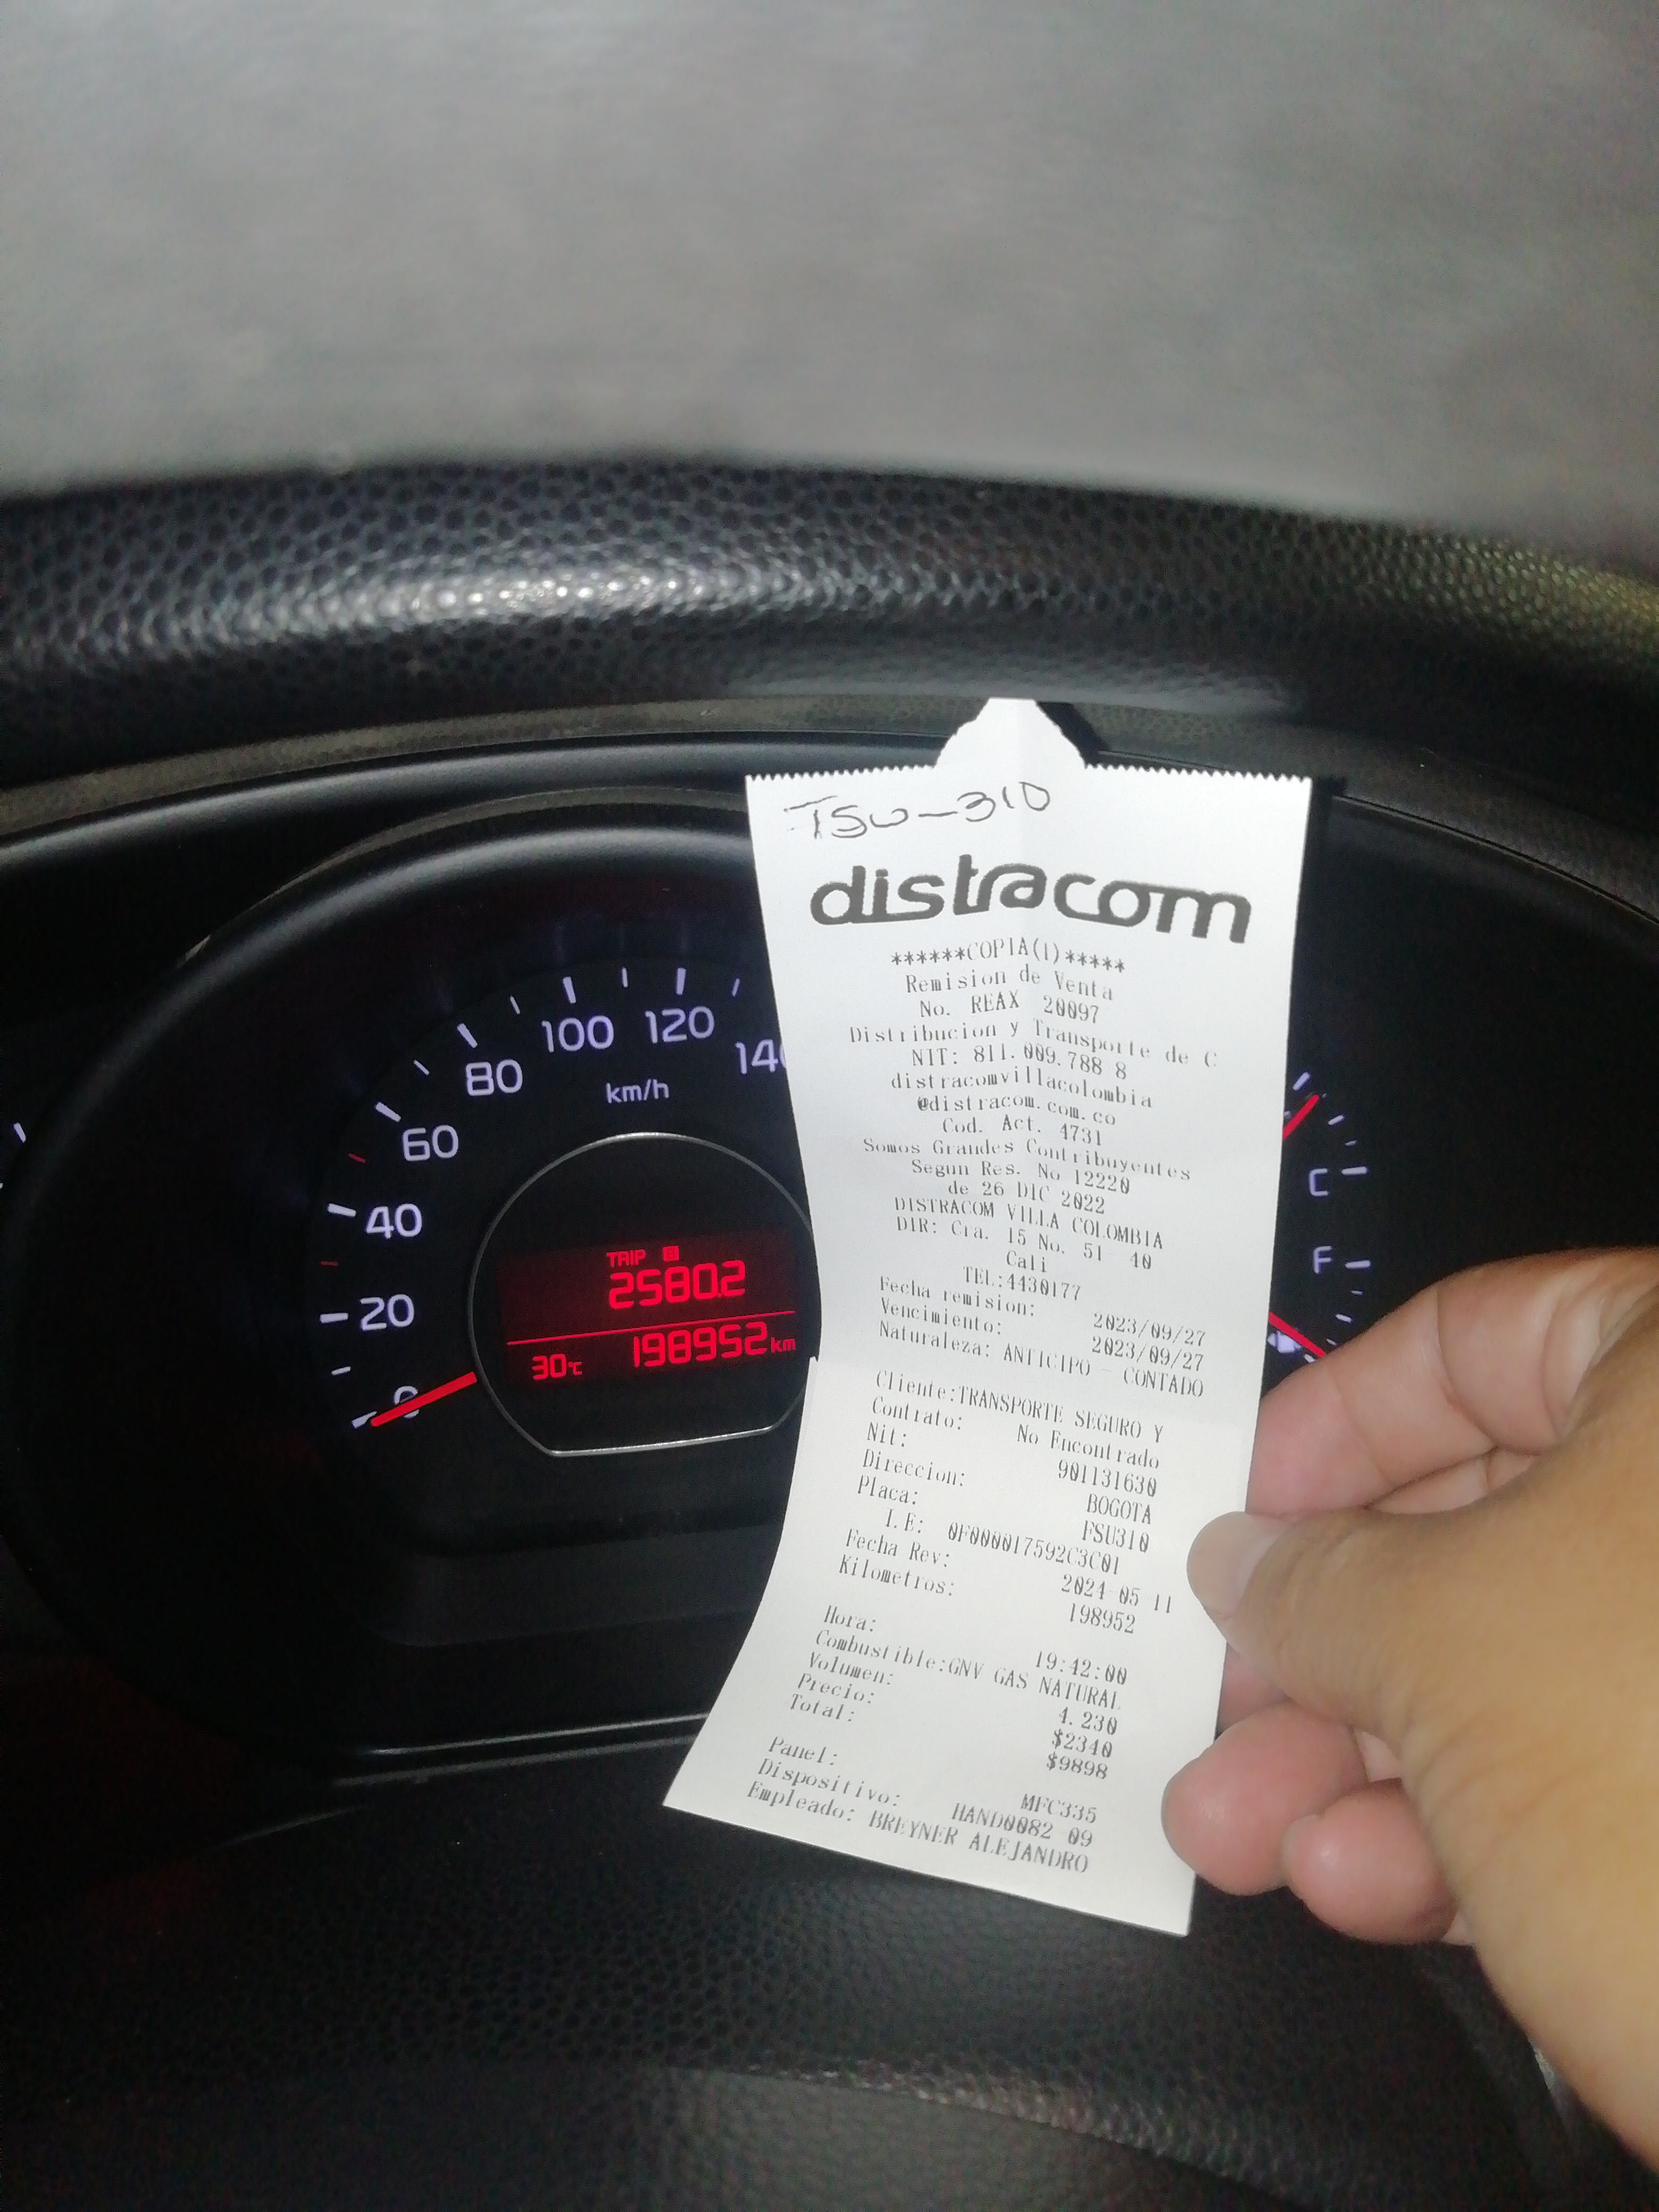 TSU-310
distracom
******COPIA(1)*****
Remision de Venta
No. REAX 20097
Distribucion y Transporte de C
NIT: 811.009.788 8
distracomvillacolombia
@distracom.com.co
Cod. Act. 4731
Somos Grandes Contribuyentes
Segun Res. No 12220
de 26 DIC 2022
DISTRACOM VILLA COLOMBIA
DIR: Cra. 15 No. 51 40
Cali
TEL:4430177
Fecha remision: 2023/09/27
Vencimiento: 2023/09/27
Naturaleza: ANTICIPO - CONTADO
Cliente:TRANSPORTE SEGURO Y
Contrato: No Encontrado
Nit: 901131630
Direccion: BOGOTA
Placa: FSU310
I.E: 0F000017592C3C01
Fecha Rev: 2024-05 11
Kilometros: 198952
Hora: 19:42:00
Combustible:GNV GAS NATURAL
Volumen: 4.230
Precio: $2340
Total: $9898
Panel: MFC335
Dispositivo: HAND0082 09
Empleado: BREYNER ALEJANDRO
0
20
40
60
80
100
120
140
km/h
TRIP B
2580.2
30°C 198952km
C
F